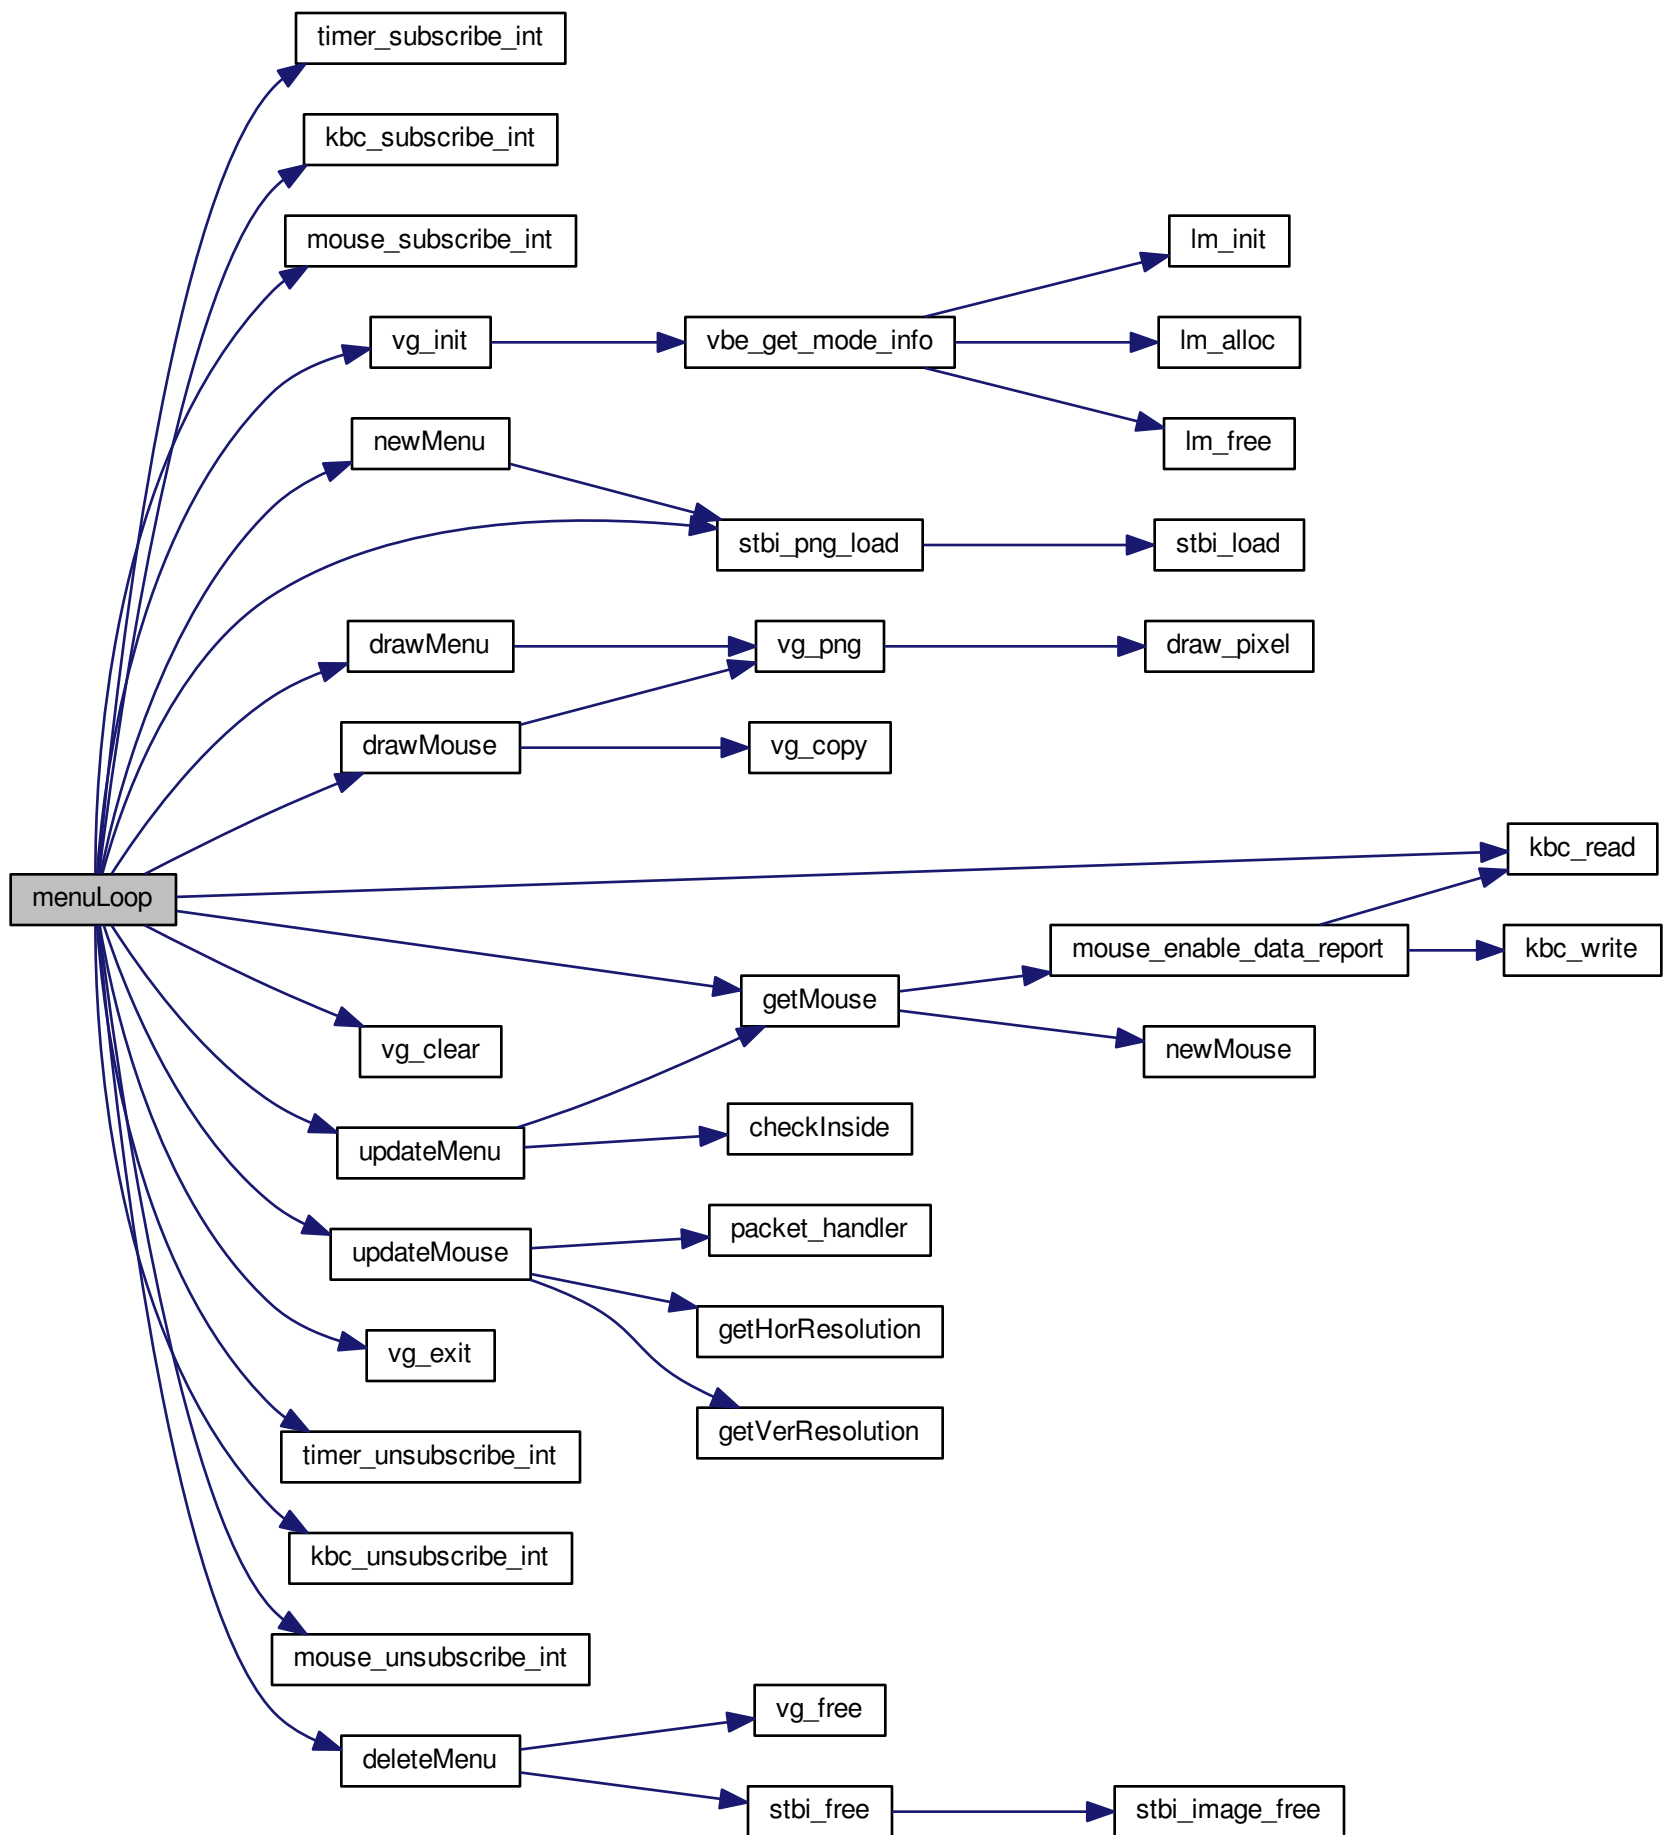 timer_subscribe_int
kbc_subscribe_int
mouse_subscribe_int
lm_init
vg_init
vbe_get_mode_info
lm_alloc
newMenu
lm_free
stbi_png_load
stbi_load
drawMenu
vg_png
draw_pixel
drawMouse
vg_copy
kbc_read
menuLoop
mouse_enable_data_report
kbc_write
getMouse
vg_clear
newMouse
checkInside
updateMenu
packet_handler
updateMouse
getHorResolution
vg_exit
getVerResolution
timer_unsubscribe_int
kbc_unsubscribe_int
mouse_unsubscribe_int
vg_free
deleteMenu
stbi_free
stbi_image_free